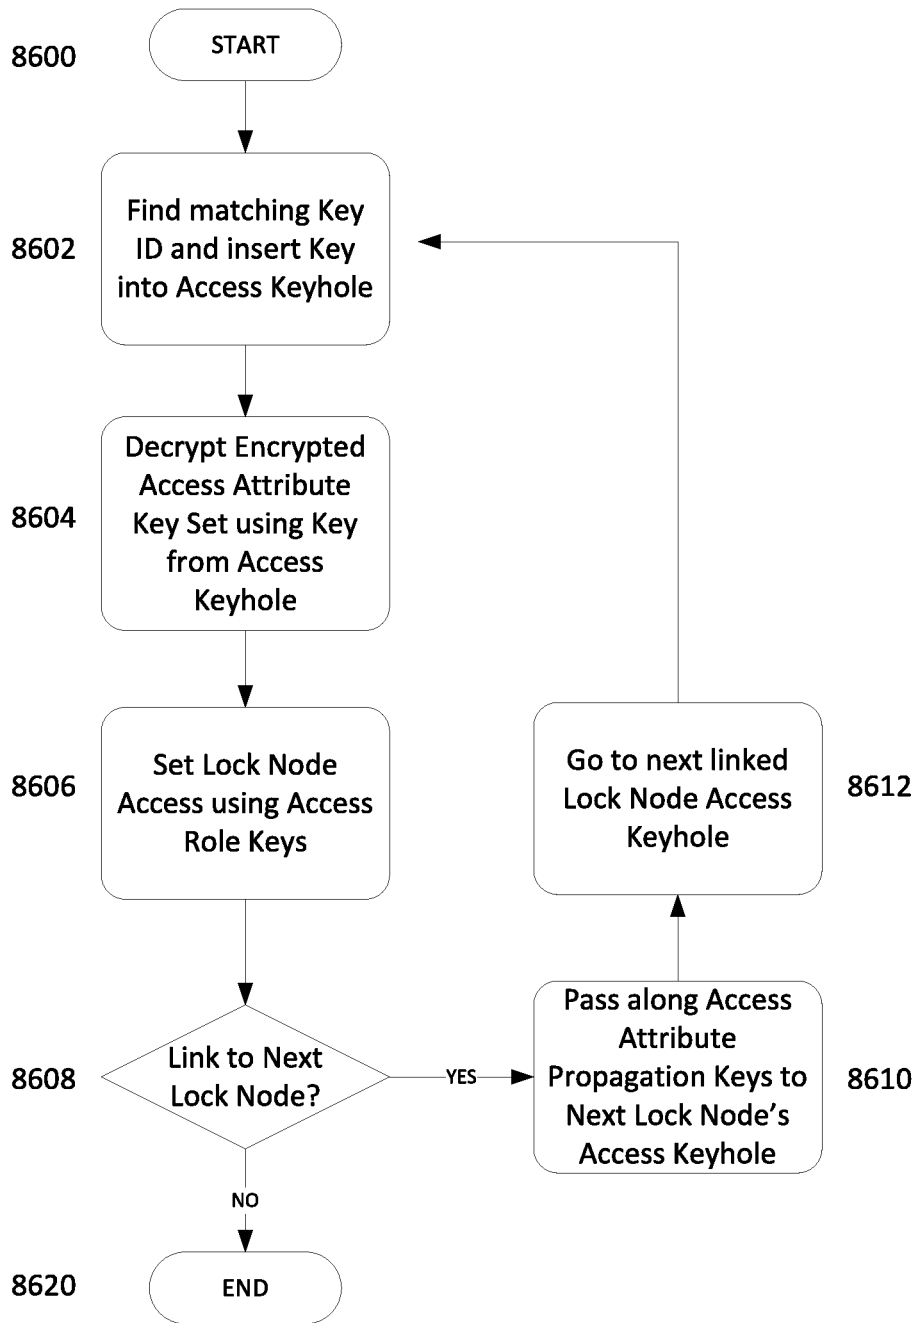 8600
START
8602
Find matching Key
ID and insert Key
into Access Keyhole
8604
Decrypt Encrypted
Access Attribute
Key Set using Key
from Access
Keyhole
8606
Set Lock Node
Access using Access
Role Keys
Go to next linked
Lock Node Access
Keyhole
8612
8608
Link to Next
Lock Node?
YES
Pass along Access
Attribute
Propagation Keys to
Next Lock Node’s
Access Keyhole
8610
NO
8620
END